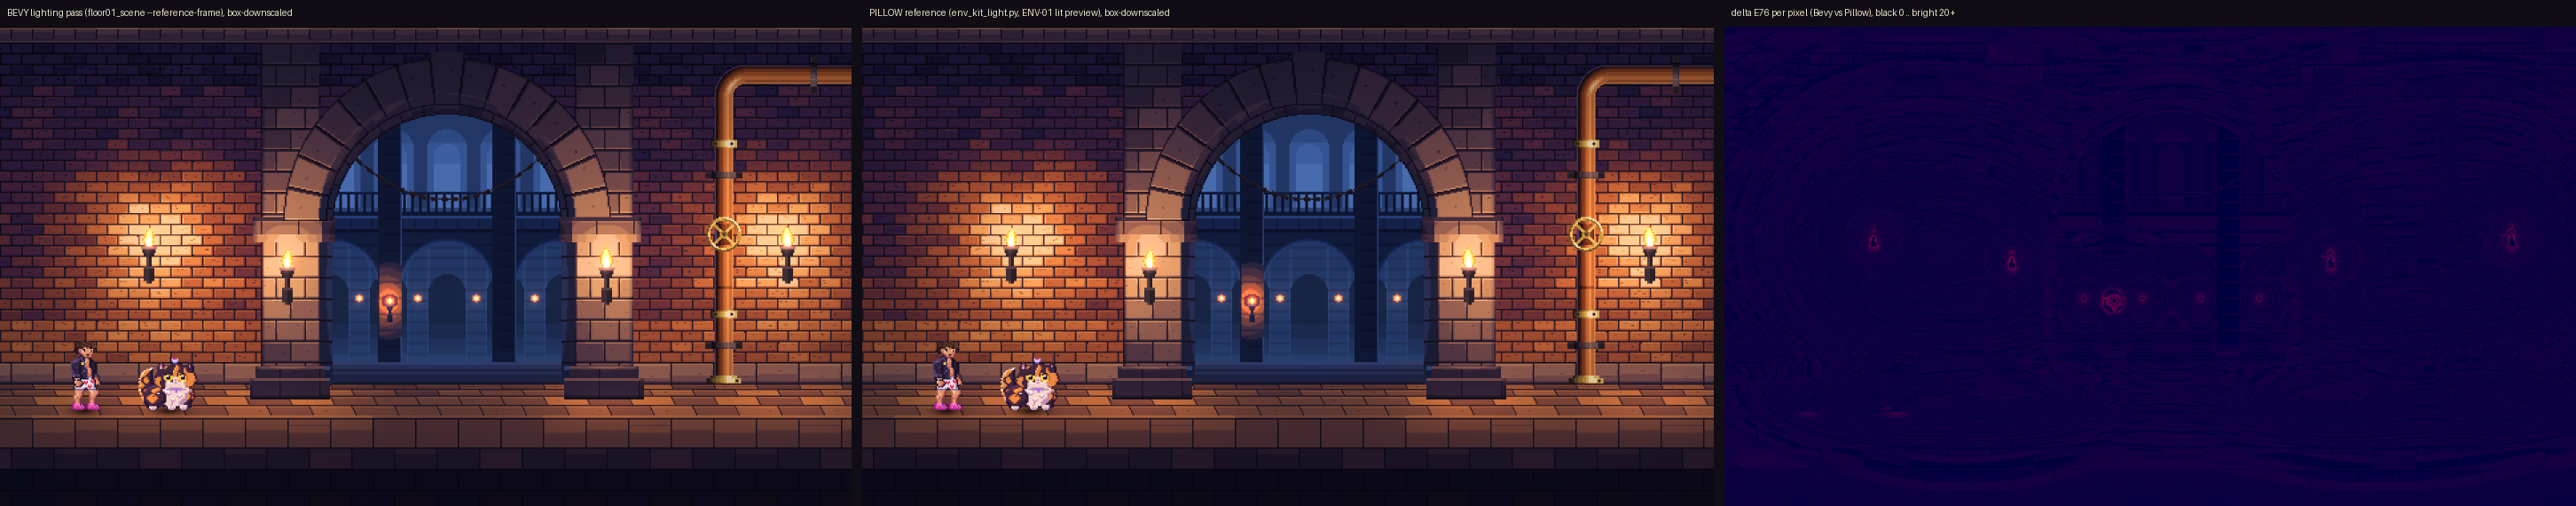 BEVY lighting pass (floor01_scene --reference-frame), box-downscaled
PILLOW reference (env_kit_light.py, ENV-01 lit preview), box-downscaled
delta E76 per pixel (Bevy vs Pillow), black 0 .. bright 20+